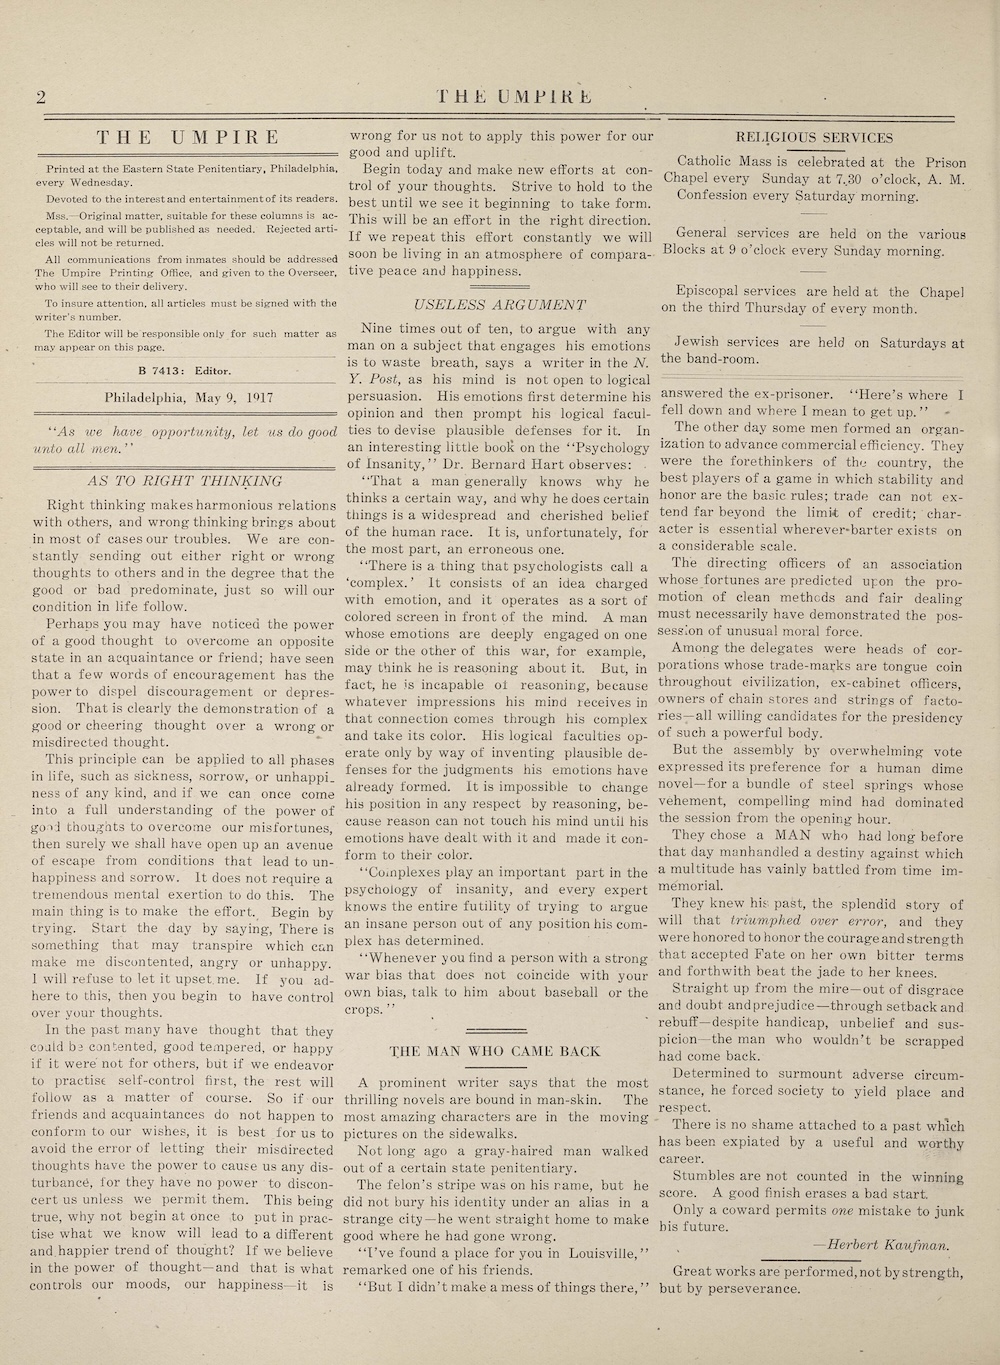 2
THE UMPIRE
THE UMPIRE
Printed at the Eastern State Penitentiary, Philadelphia,
every Wednesday.
Devoted to the interest and entertainment of its readers.
Mss.—Original matter, suitable for these columns is ac-
ceptable, and will be published as needed. Rejected arti-
cles will not be returned.
All communications from inmates should be addressed
The Umpire Printing Office, and given to the Overseer,
who will see to their delivery.
To insure attention, all articles must be signed with the
writer's number.
The Editor will be responsible only for such matter as
may appear on this page.
B 7413: Editor.
Philadelphia, May 9, 1917
"As we have opportunity, let us do good
unto all men."
AS TO RIGHT THINKING
Right thinking makes harmonious relations
with others, and wrong thinking brings about
in most of cases our troubles. We are con-
stantly sending out either right or wrong
thoughts to others and in the degree that the
good or bad predominate, just so will our
condition in life follow.
Perhaps you may have noticed the power
of a good thought to overcome an opposite
state in an acquaintance or friend; have seen
that a few words of encouragement has the
power to dispel discouragement or depres-
sion. That is clearly the demonstration of a
good or cheering thought over a wrong or
misdirected thought.
This principle can be applied to all phases
in life, such as sickness, sorrow, or unhappi-
ness of any kind, and if we can once come
into a full understanding of the power of
good thoughts to overcome our misfortunes,
then surely we shall have open up an avenue
of escape from conditions that lead to un-
happiness and sorrow. It does not require a
tremendous mental exertion to do this. The
main thing is to make the effort. Begin by
trying. Start the day by saying, There is
something that may transpire which can
make me discontented, angry or unhappy.
I will refuse to let it upset me. If you ad-
here to this, then you begin to have control
over your thoughts.
In the past many have thought that they
could be contented, good tempered, or happy
if it were not for others, but if we endeavor
to practise self-control first, the rest will
follow as a matter of course. So if our
friends and acquaintances do not happen to
conform to our wishes, it is best for us to
avoid the error of letting their misdirected
thoughts have the power to cause us any dis-
turbance, for they have no power to discon-
cert us unless we permit them. This being
true, why not begin at once to put in prac-
tise what we know will lead to a different
and happier trend of thought? If we believe
in the power of thought—and that is what
controls our moods, our happiness—it is
wrong for us not to apply this power for our
good and uplift.
Begin today and make new efforts at con-
trol of your thoughts. Strive to hold to the
best until we see it beginning to take form.
This will be an effort in the right direction.
If we repeat this effort constantly we will
soon be living in an atmosphere of compara-
tive peace and happiness.
USELESS ARGUMENT
Nine times out of ten, to argue with any
man on a subject that engages his emotions
is to waste breath, says a writer in the N.
Y. Post, as his mind is not open to logical
persuasion. His emotions first determine his
opinion and then prompt his logical facul-
ties to devise plausible defenses for it. In
an interesting little book on the "Psychology
of Insanity," Dr. Bernard Hart observes:
"That a man generally knows why he
thinks a certain way, and why he does certain
things is a widespread and cherished belief
of the human race. It is, unfortunately, for
the most part, an erroneous one.
"There is a thing that psychologists call a
'complex.' It consists of an idea charged
with emotion, and it operates as a sort of
colored screen in front of the mind. A man
whose emotions are deeply engaged on one
side or the other of this war, for example,
may think he is reasoning about it. But, in
fact, he is incapable of reasoning, because
whatever impressions his mind receives in
that connection comes through his complex
and take its color. His logical faculties op-
erate only by way of inventing plausible de-
fenses for the judgments his emotions have
already formed. It is impossible to change
his position in any respect by reasoning, be-
cause reason can not touch his mind until his
emotions have dealt with it and made it con-
form to their color.
"Complexes play an important part in the
psychology of insanity, and every expert
knows the entire futility of trying to argue
an insane person out of any position his com-
plex has determined.
"Whenever you find a person with a strong
war bias that does not coincide with your
own bias, talk to him about baseball or the
crops."
THE MAN WHO CAME BACK
A prominent writer says that the most
thrilling novels are bound in man-skin. The
most amazing characters are in the moving
pictures on the sidewalks.
Not long ago a gray-haired man walked
out of a certain state penitentiary.
The felon's stripe was on his name, but he
did not bury his identity under an alias in a
strange city—he went straight home to make
good where he had gone wrong.
"I've found a place for you in Louisville,"
remarked one of his friends.
"But I didn't make a mess of things there,"
RELIGIOUS SERVICES
Catholic Mass is celebrated at the Prison
Chapel every Sunday at 7.30 o'clock, A. M.
Confession every Saturday morning.
General services are held on the various
Blocks at 9 o'clock every Sunday morning.
Episcopal services are held at the Chapel
on the third Thursday of every month.
Jewish services are held on Saturdays at
the band-room.
answered the ex-prisoner. "Here's where I
fell down and where I mean to get up."
The other day some men formed an organ-
ization to advance commercial efficiency. They
were the forethinkers of the country, the
best players of a game in which stability and
honor are the basic rules; trade can not ex-
tend far beyond the limit of credit; char-
acter is essential wherever barter exists on
a considerable scale.
The directing officers of an association
whose fortunes are predicted upon the pro-
motion of clean methods and fair dealing
must necessarily have demonstrated the pos-
session of unusual moral force.
Among the delegates were heads of cor-
porations whose trade-marks are tongue coin
throughout civilization, ex-cabinet officers,
owners of chain stores and strings of facto-
ries—all willing candidates for the presidency
of such a powerful body.
But the assembly by overwhelming vote
expressed its preference for a human dime
novel—for a bundle of steel springs whose
vehement, compelling mind had dominated
the session from the opening hour.
They chose a MAN who had long before
that day manhandled a destiny against which
a multitude has vainly battled from time im-
memorial.
They knew his past, the splendid story of
will that triumphed over error, and they
were honored to honor the courage and strength
that accepted Fate on her own bitter terms
and forthwith beat the jade to her knees.
Straight up from the mire—out of disgrace
and doubt and prejudice—through setback and
rebuff—despite handicap, unbelief and sus-
picion—the man who wouldn't be scrapped
had come back.
Determined to surmount adverse circum-
stance, he forced society to yield place and
respect.
There is no shame attached to a past which
has been expiated by a useful and worthy
career.
Stumbles are not counted in the winning
score. A good finish erases a bad start.
Only a coward permits one mistake to junk
his future.
—Herbert Kaufman.
Great works are performed, not by strength,
but by perseverance.